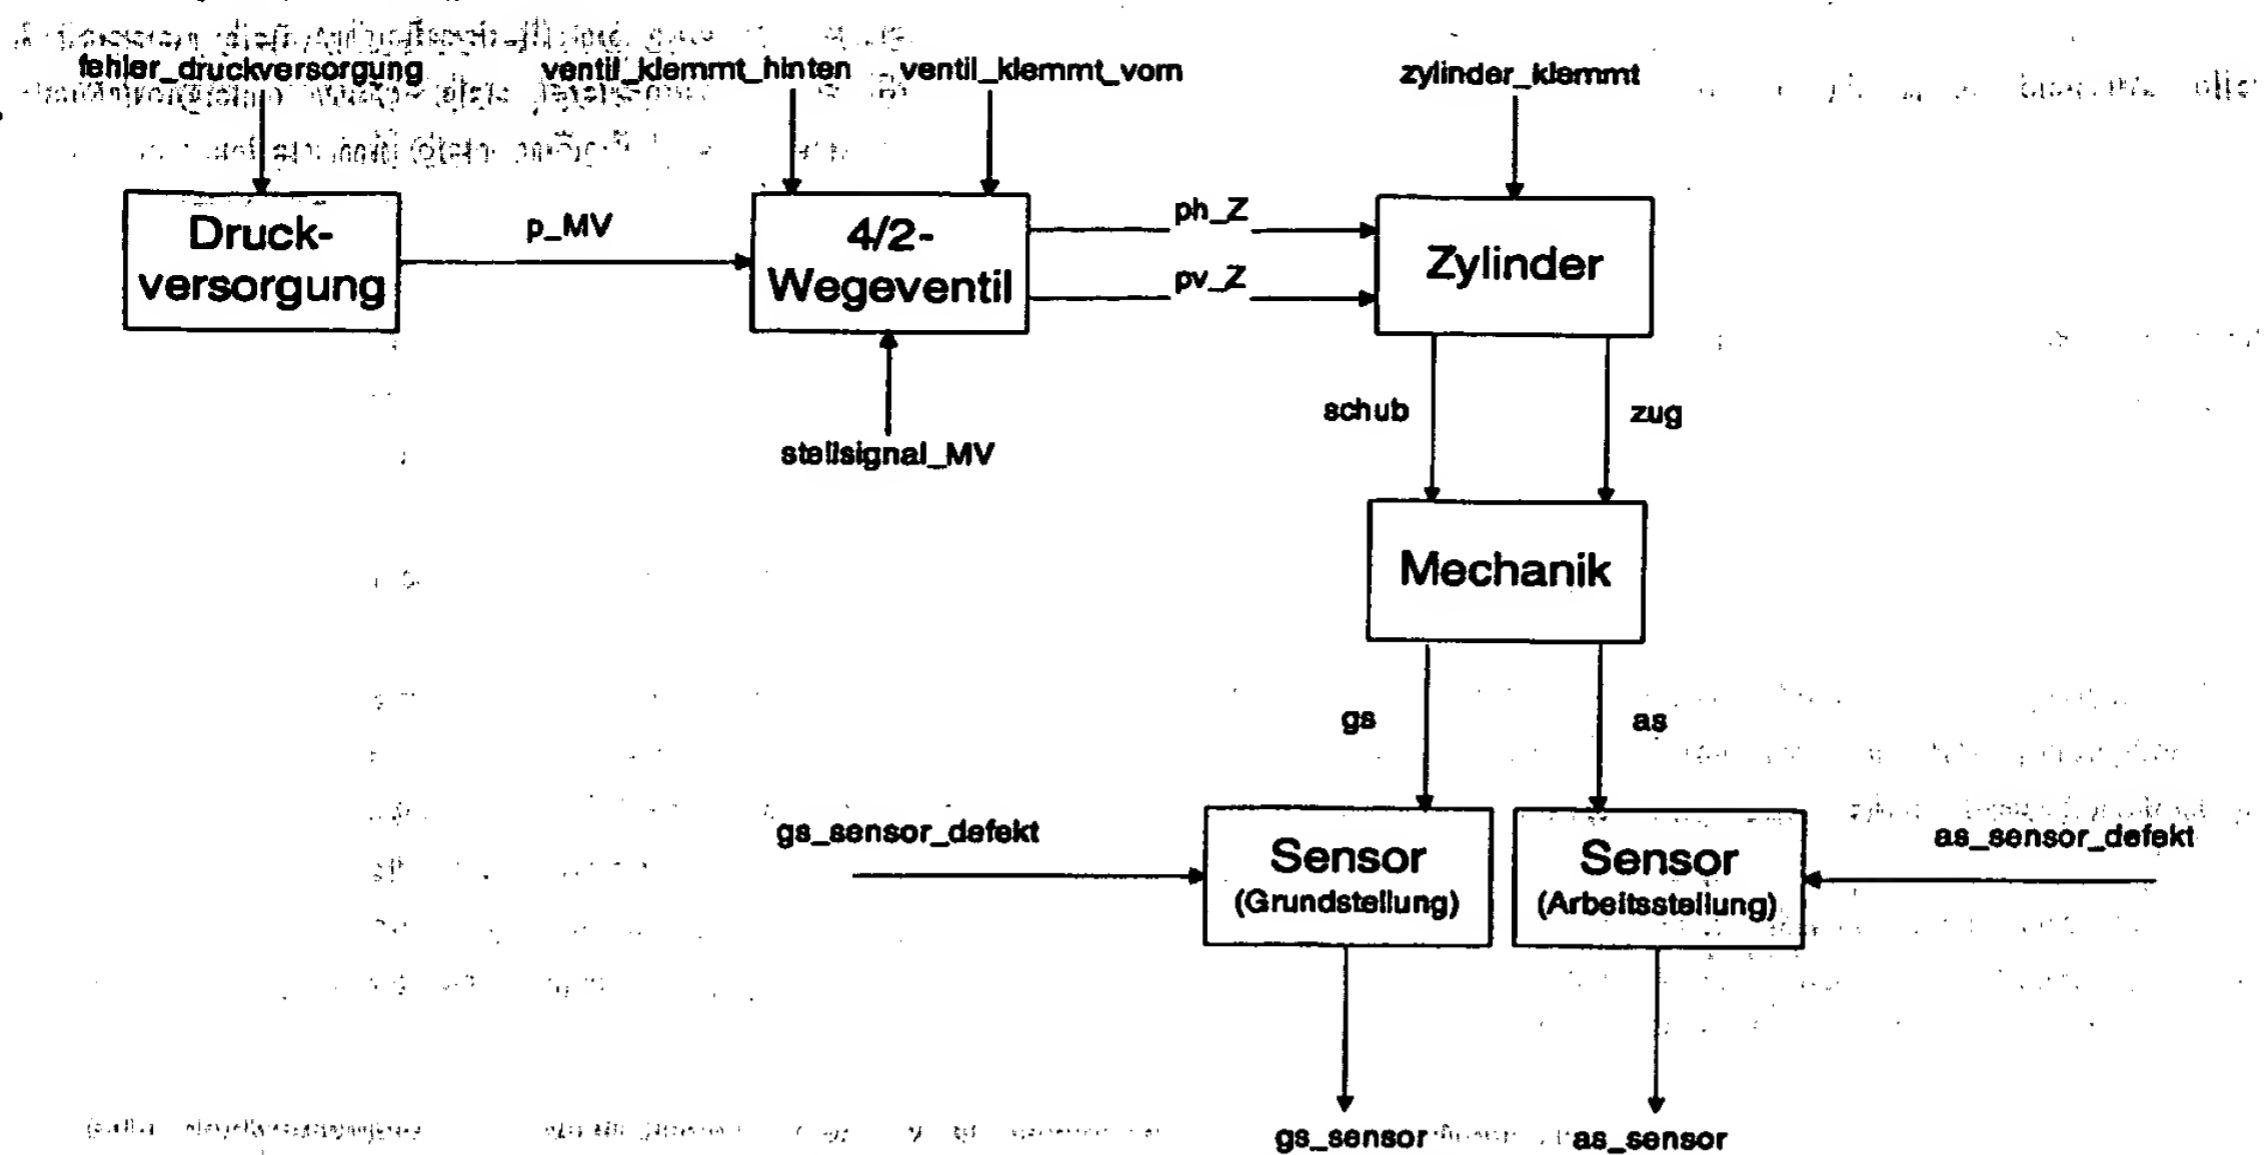 fehler_druckversorgung
ventil_klemmt_hinten
ventil_klemmt_vorn
zylinder_klemmt
Druck-
versorgung
p_MV
4/2-
Wegeventil
ph_Z
pv_Z
Zylinder
stellsignal_MV
schub
zug
Mechanik
gs
as
gs_sensor_defekt
Sensor
(Grundstellung)
Sensor
(Arbeitsstellung)
as_sensor_defekt
gs_sensor
as_sensor